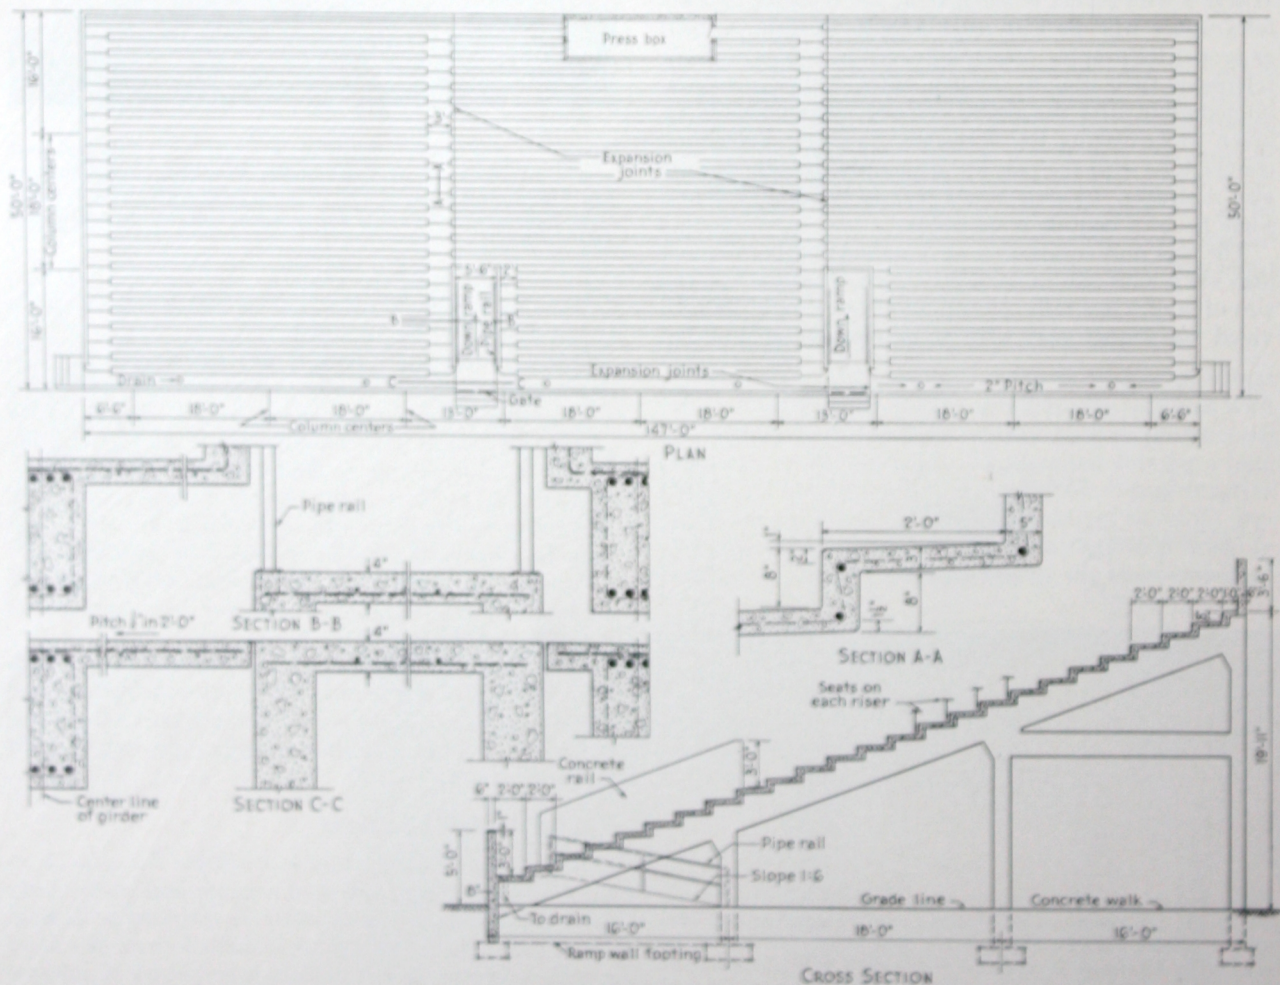 Press box
Expansion
joints
16'-0"
18'-0"
Column centers
50'-0"
50'-0"
16'-0"
3'
A
A
5'-6"
2'
Down ramp
Pipe rail
Down ramp
B
B
Drain
C
C
Expansion joints
2" Pitch
Gate
6'-6"
18'-0"
18'-0"
13'-0"
18'-0"
18'-0"
13'-0"
18'-0"
18'-0"
6'-6"
Column centers
147'-0"
PLAN
Pipe rail
4"
SECTION B-B
in 2'-0"
4"
Center line
of girder
SECTION C-C
2'-0"
5"
1"
8"
8"
SECTION A-A
Seats on
each riser
2'-0" 2'-0" 2'-0"
3'-6"
19'-11"
Concrete
rail
3'-0"
6" 2'-0" 2'-0"
1"
3'-0"
5'-0"
8"
Pipe rail
Slope 1:6
To drain
Grade line
Concrete walk
16'-0"
18'-0"
16'-0"
Ramp wall footing
CROSS SECTION